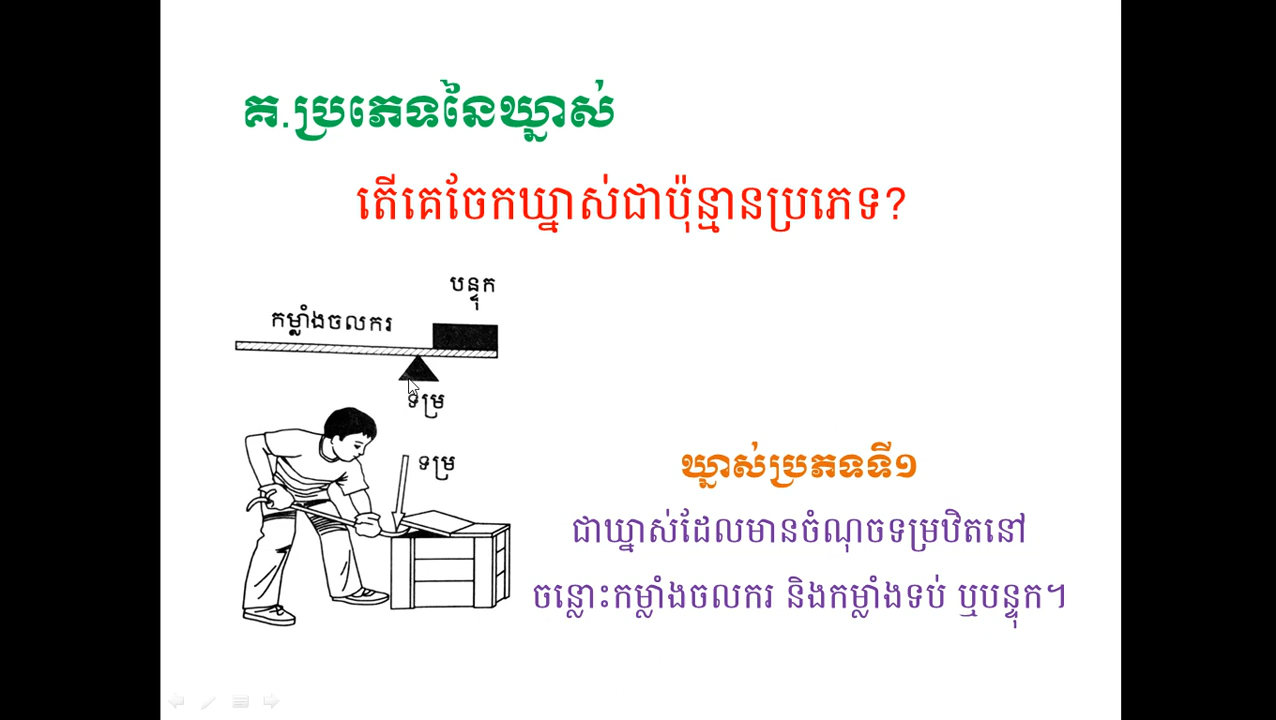 គ.ប្រភេទនៃឃ្នាស់
តើគេចែកឃ្នាស់ជាប៉ុន្មានប្រភេទ?
បន្ទុក
កម្លាំងចលករ
ទម្រ
ទម្រ
ឃ្នាស់ប្រភទទី១
ជាឃ្នាស់ដែលមានចំណុចទម្រឋិតនៅ
ចន្លោះកម្លាំងចលករ និងកម្លាំងទប់ ឬបន្ទុក។